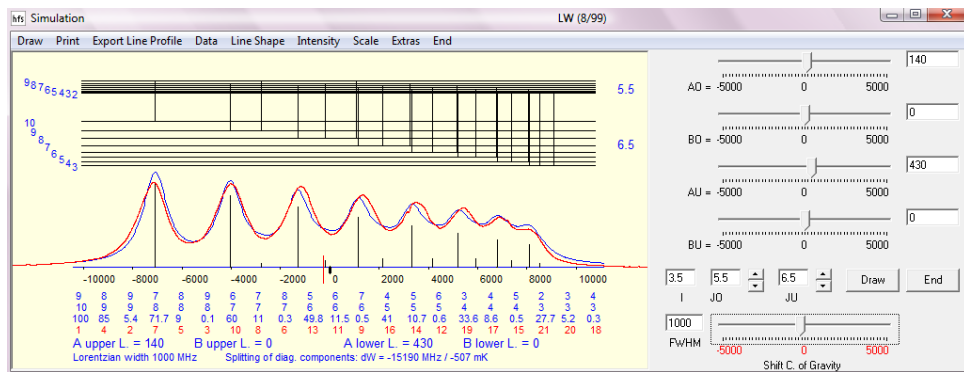 hfs Simulation LW (8/99)
Draw Print Export Line Profile Data Line Shape Intensity Scale Extras End
9 8 7 6 5 4 3 2 5.5
10 9 8 7 6 5 4 3 6.5
-10000 -8000 -6000 -4000 -2000 0 2000 4000 6000 8000 10000
9 8 9 7 8 9 6 7 8 5 6 7 4 5 6 3 4 5 2 3 4
10 9 9 8 8 8 7 7 7 6 6 6 5 5 5 4 4 4 3 3 3
100 85 5.4 71.7 9 0.1 60 11 0.3 49.8 11.5 0.5 41 10.7 0.6 33.6 8.6 0.5 27.7 5.2 0.3
1 4 2 7 5 3 10 8 6 13 11 9 16 14 12 19 17 15 21 20 18
A upper L. = 140 B upper L. = 0 A lower L. = 430 B lower L. = 0
Lorentzian width 1000 MHz Splitting of diag. components: dW = -15190 MHz / -507 mK
140
AO = -5000 0 5000
0
BO = -5000 0 5000
430
AU = -5000 0 5000
0
BU = -5000 0 5000
3.5 5.5 6.5 Draw End
I JO JU
1000
FWHM -5000 0 5000
Shift C. of Gravity